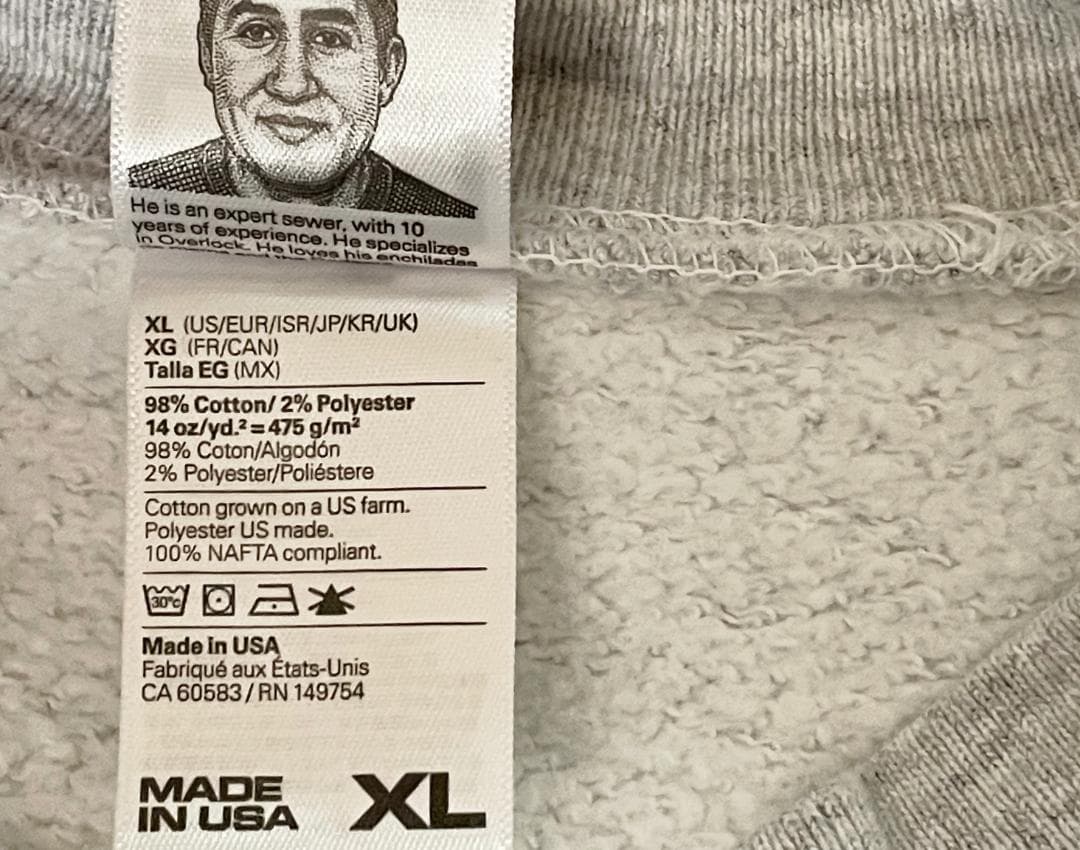 He is an expert sewer, with 10
years of experience. He specializes
in Overlock. He loves his enchiladas
XL (US/EUR/ISR/JP/KR/UK)
XG (FR/CAN)
Talla EG (MX)
98% Cotton/ 2% Polyester
14 oz/yd.² = 475 g/m²
98% Coton/Algodón
2% Polyester/Poliéstere
Cotton grown on a US farm.
Polyester US made.
100% NAFTA compliant.
30°c
Made in USA
Fabriqué aux États-Unis
CA 60583 / RN 149754
MADE
IN USA
XL